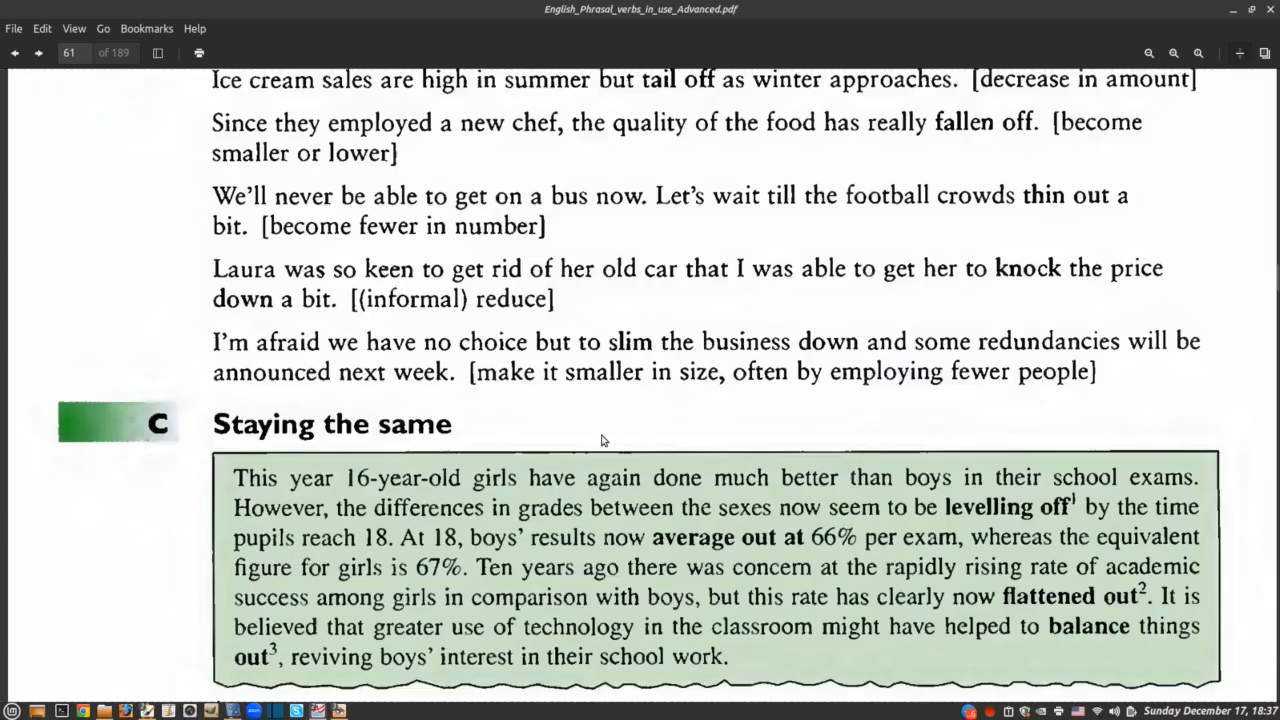 English_Phrasal_verbs_in_use_Advanced.pdf
File Edit View Go Bookmarks Help
61 of 189
Ice cream sales are high in summer but tail off as winter approaches. [decrease in amount]
Since they employed a new chef, the quality of the food has really fallen off. [become
smaller or lower]
We'll never be able to get on a bus now. Let's wait till the football crowds thin out a
bit. [become fewer in number]
Laura was so keen to get rid of her old car that I was able to get her to knock the price
down a bit. [(informal) reduce]
I'm afraid we have no choice but to slim the business down and some redundancies will be
announced next week. [make it smaller in size, often by employing fewer people]
C Staying the same
This year 16-year-old girls have again done much better than boys in their school exams.
However, the differences in grades between the sexes now seem to be levelling off¹ by the time
pupils reach 18. At 18, boys' results now average out at 66% per exam, whereas the equivalent
figure for girls is 67%. Ten years ago there was concern at the rapidly rising rate of academic
success among girls in comparison with boys, but this rate has clearly now flattened out². It is
believed that greater use of technology in the classroom might have helped to balance things
out³, reviving boys' interest in their school work.
Sunday December 17, 18:37